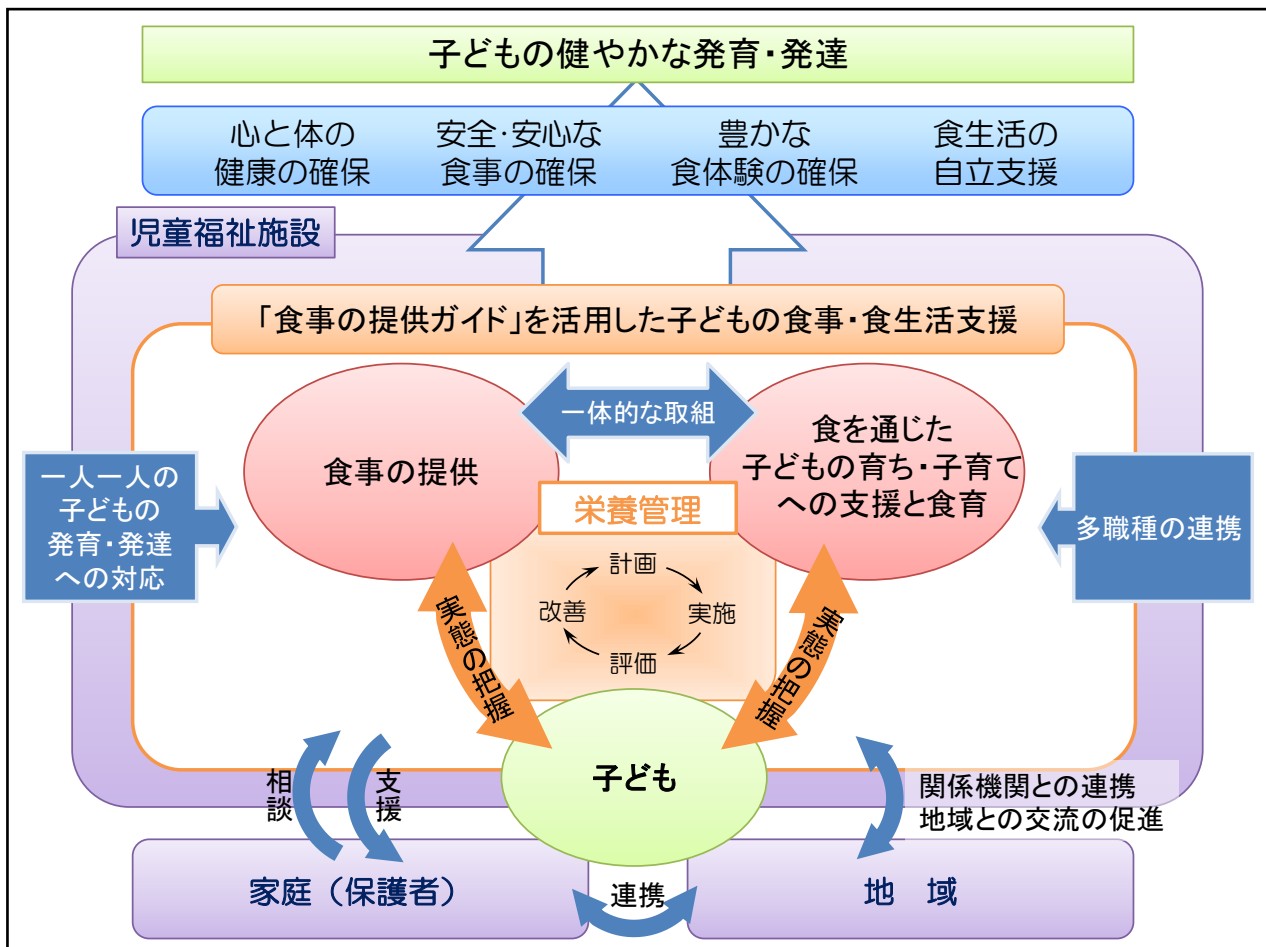 子どもの健やかな発育・発達
心と体の
健康の確保
安全・安心な
食事の確保
豊かな
食体験の確保
食生活の
自立支援
児童福祉施設
「食事の提供ガイド」を活用した子どもの食事・食生活支援
一体的な取組
食事の提供
食を通じた
子どもの育ち・子育て
への支援と食育
一人一人の
子どもの
発育・発達
への対応
栄養管理
多職種の連携
計画
改善
実施
評価
実態の把握
実態の把握
子ども
相談
支援
関係機関との連携
地域との交流の促進
家庭（保護者）
連携
地　域